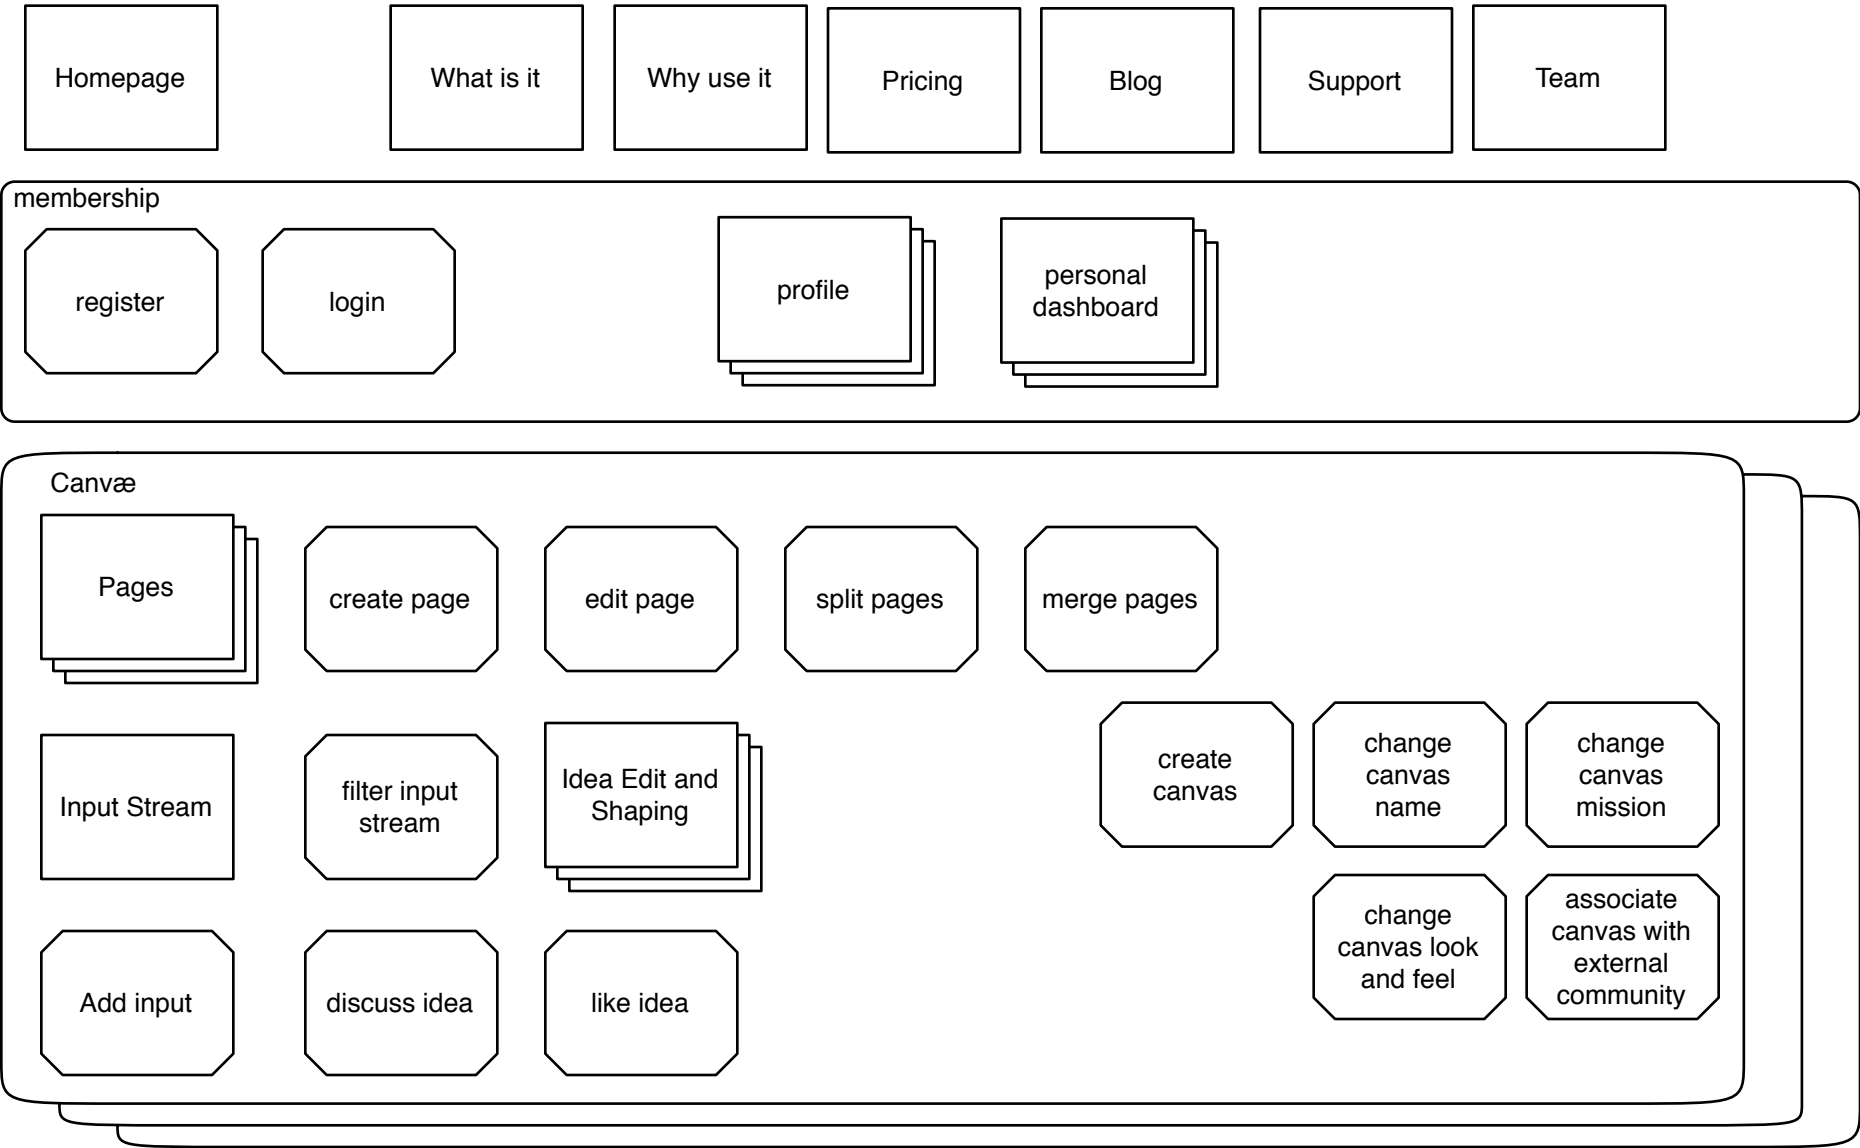 Homepage
What is it
Why use it
Pricing
Blog
Support
Team
membership
register
login
profile
personal
dashboard
Canvæ
Pages
create page
edit page
split pages
merge pages
Input Stream
filter input
stream
Idea Edit and
Shaping
create
canvas
change
canvas
name
change
canvas
mission
Add input
discuss idea
like idea
change
canvas look
and feel
associate
canvas with
external
community